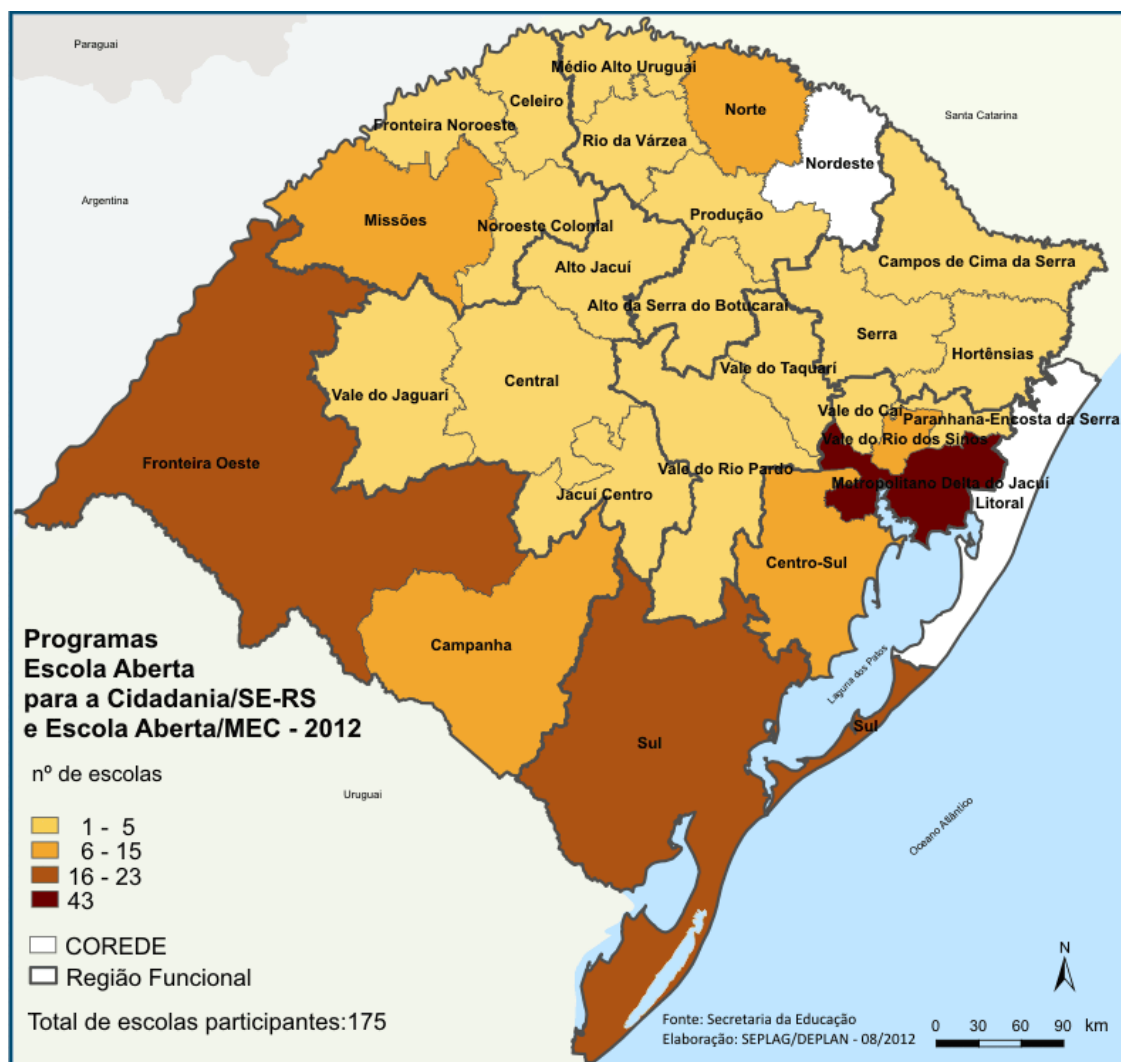 Paraguai
Médio Alto Uruguai
Celeiro
Norte
Santa Catarina
Fronteira Noroeste
Rio da Várzea
Nordeste
Argentina
Missões
Noroeste Colonial
Produção
Alto Jacuí
Campos de Cima da Serra
Alto da Serra do Botucaraí
Serra
Hortênsias
Vale do Jaguarí
Central
Vale do Taquarí
Vale do Caí
Paranhana-Encosta da Serra
Vale do Rio dos Sinos
Fronteira Oeste
Vale do Rio Pardo
Metropolitano Delta do Jacuí
Jacuí Centro
Litoral
Centro-Sul
Campanha
Laguna dos Patos
Sul
Sul
Uruguai
Oceano Atlântico
Programas
Escola Aberta
para a Cidadania/SE-RS
e Escola Aberta/MEC - 2012
nº de escolas
1 - 5
6 - 15
16 - 23
43
COREDE
Região Funcional
Total de escolas participantes:175
Fonte: Secretaria da Educação
Elaboração: SEPLAG/DEPLAN - 08/2012
N
0 30 60 90 km